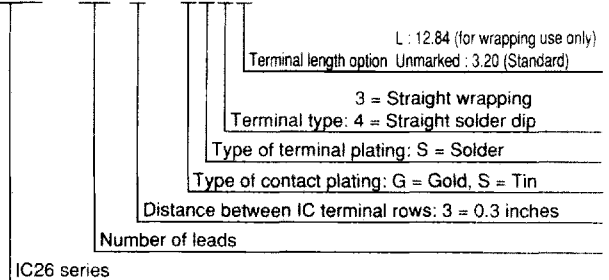 L : 12.84 (for wrapping use only)
Terminal length option Unmarked : 3.20 (Standard)
3 = Straight wrapping
Terminal type: 4 = Straight solder dip
Type of terminal plating: S = Solder
Type of contact plating: G = Gold, S = Tin
Distance between IC terminal rows: 3 = 0.3 inches
Number of leads
IC26 series